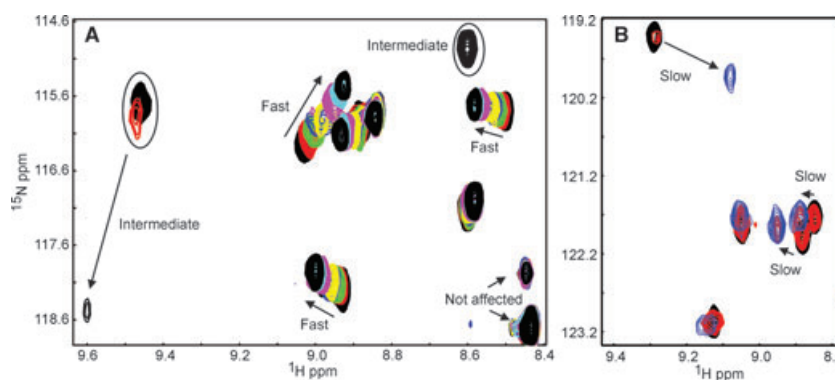 A
B
114.6
115.6
116.6
117.6
118.6
¹⁵N ppm
Intermediate
Fast
Fast
Intermediate
Fast
Not affected
9.6
9.4
9.2
9.0
8.8
8.6
8.4
¹H ppm
119.2
120.2
121.2
122.2
123.2
Slow
Slow
Slow
9.4
9.2
9.0
¹H ppm